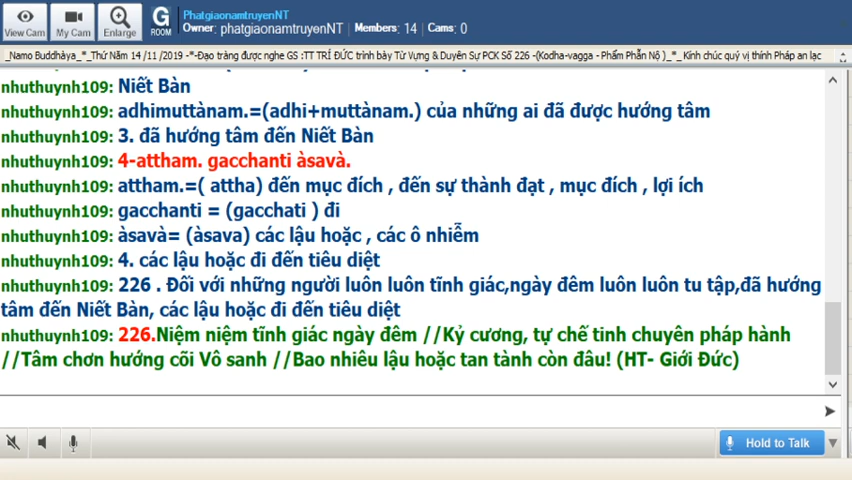 View Cam
My Cam
Enlarge
G
ROOM
PhatgiaonamtruyenNT
Owner: phatgiaonamtruyenNT Members: 14 Cams: 0
_Namo Buddhàya_*_Thứ Năm 14 /11 /2019 -*-Đạo tràng được nghe GS :TT TRÍ ĐỨC trình bày Từ Vựng & Duyên Sự PCK Số 226 -(Kodha-vagga - Phẩm Phẫn Nộ )_*_ Kính chúc quý vị thính Pháp an lạc
nhuthuynh109: Niết Bàn
nhuthuynh109: adhimuttànam.=(adhi+muttànam.) của những ai đã được hướng tâm
nhuthuynh109: 3. đã hướng tâm đến Niết Bàn
nhuthuynh109: 4-attham. gacchanti àsavà.
nhuthuynh109: attham.=( attha) đến mục đích , đến sự thành đạt , mục đích , lợi ích
nhuthuynh109: gacchanti = (gacchati ) đi
nhuthuynh109: àsavà= (àsava) các lậu hoặc , các ô nhiễm
nhuthuynh109: 4. các lậu hoặc đi đến tiêu diệt
nhuthuynh109: 226 . Đối với những người luôn luôn tĩnh giác,ngày đêm luôn luôn tu tập,đã hướng
tâm đến Niết Bàn, các lậu hoặc đi đến tiêu diệt
nhuthuynh109: 226.Niệm niệm tĩnh giác ngày đêm //Kỷ cương, tự chế tinh chuyên pháp hành
//Tâm chơn hướng cõi Vô sanh //Bao nhiêu lậu hoặc tan tành còn đâu! (HT- Giới Đức)
Hold to Talk